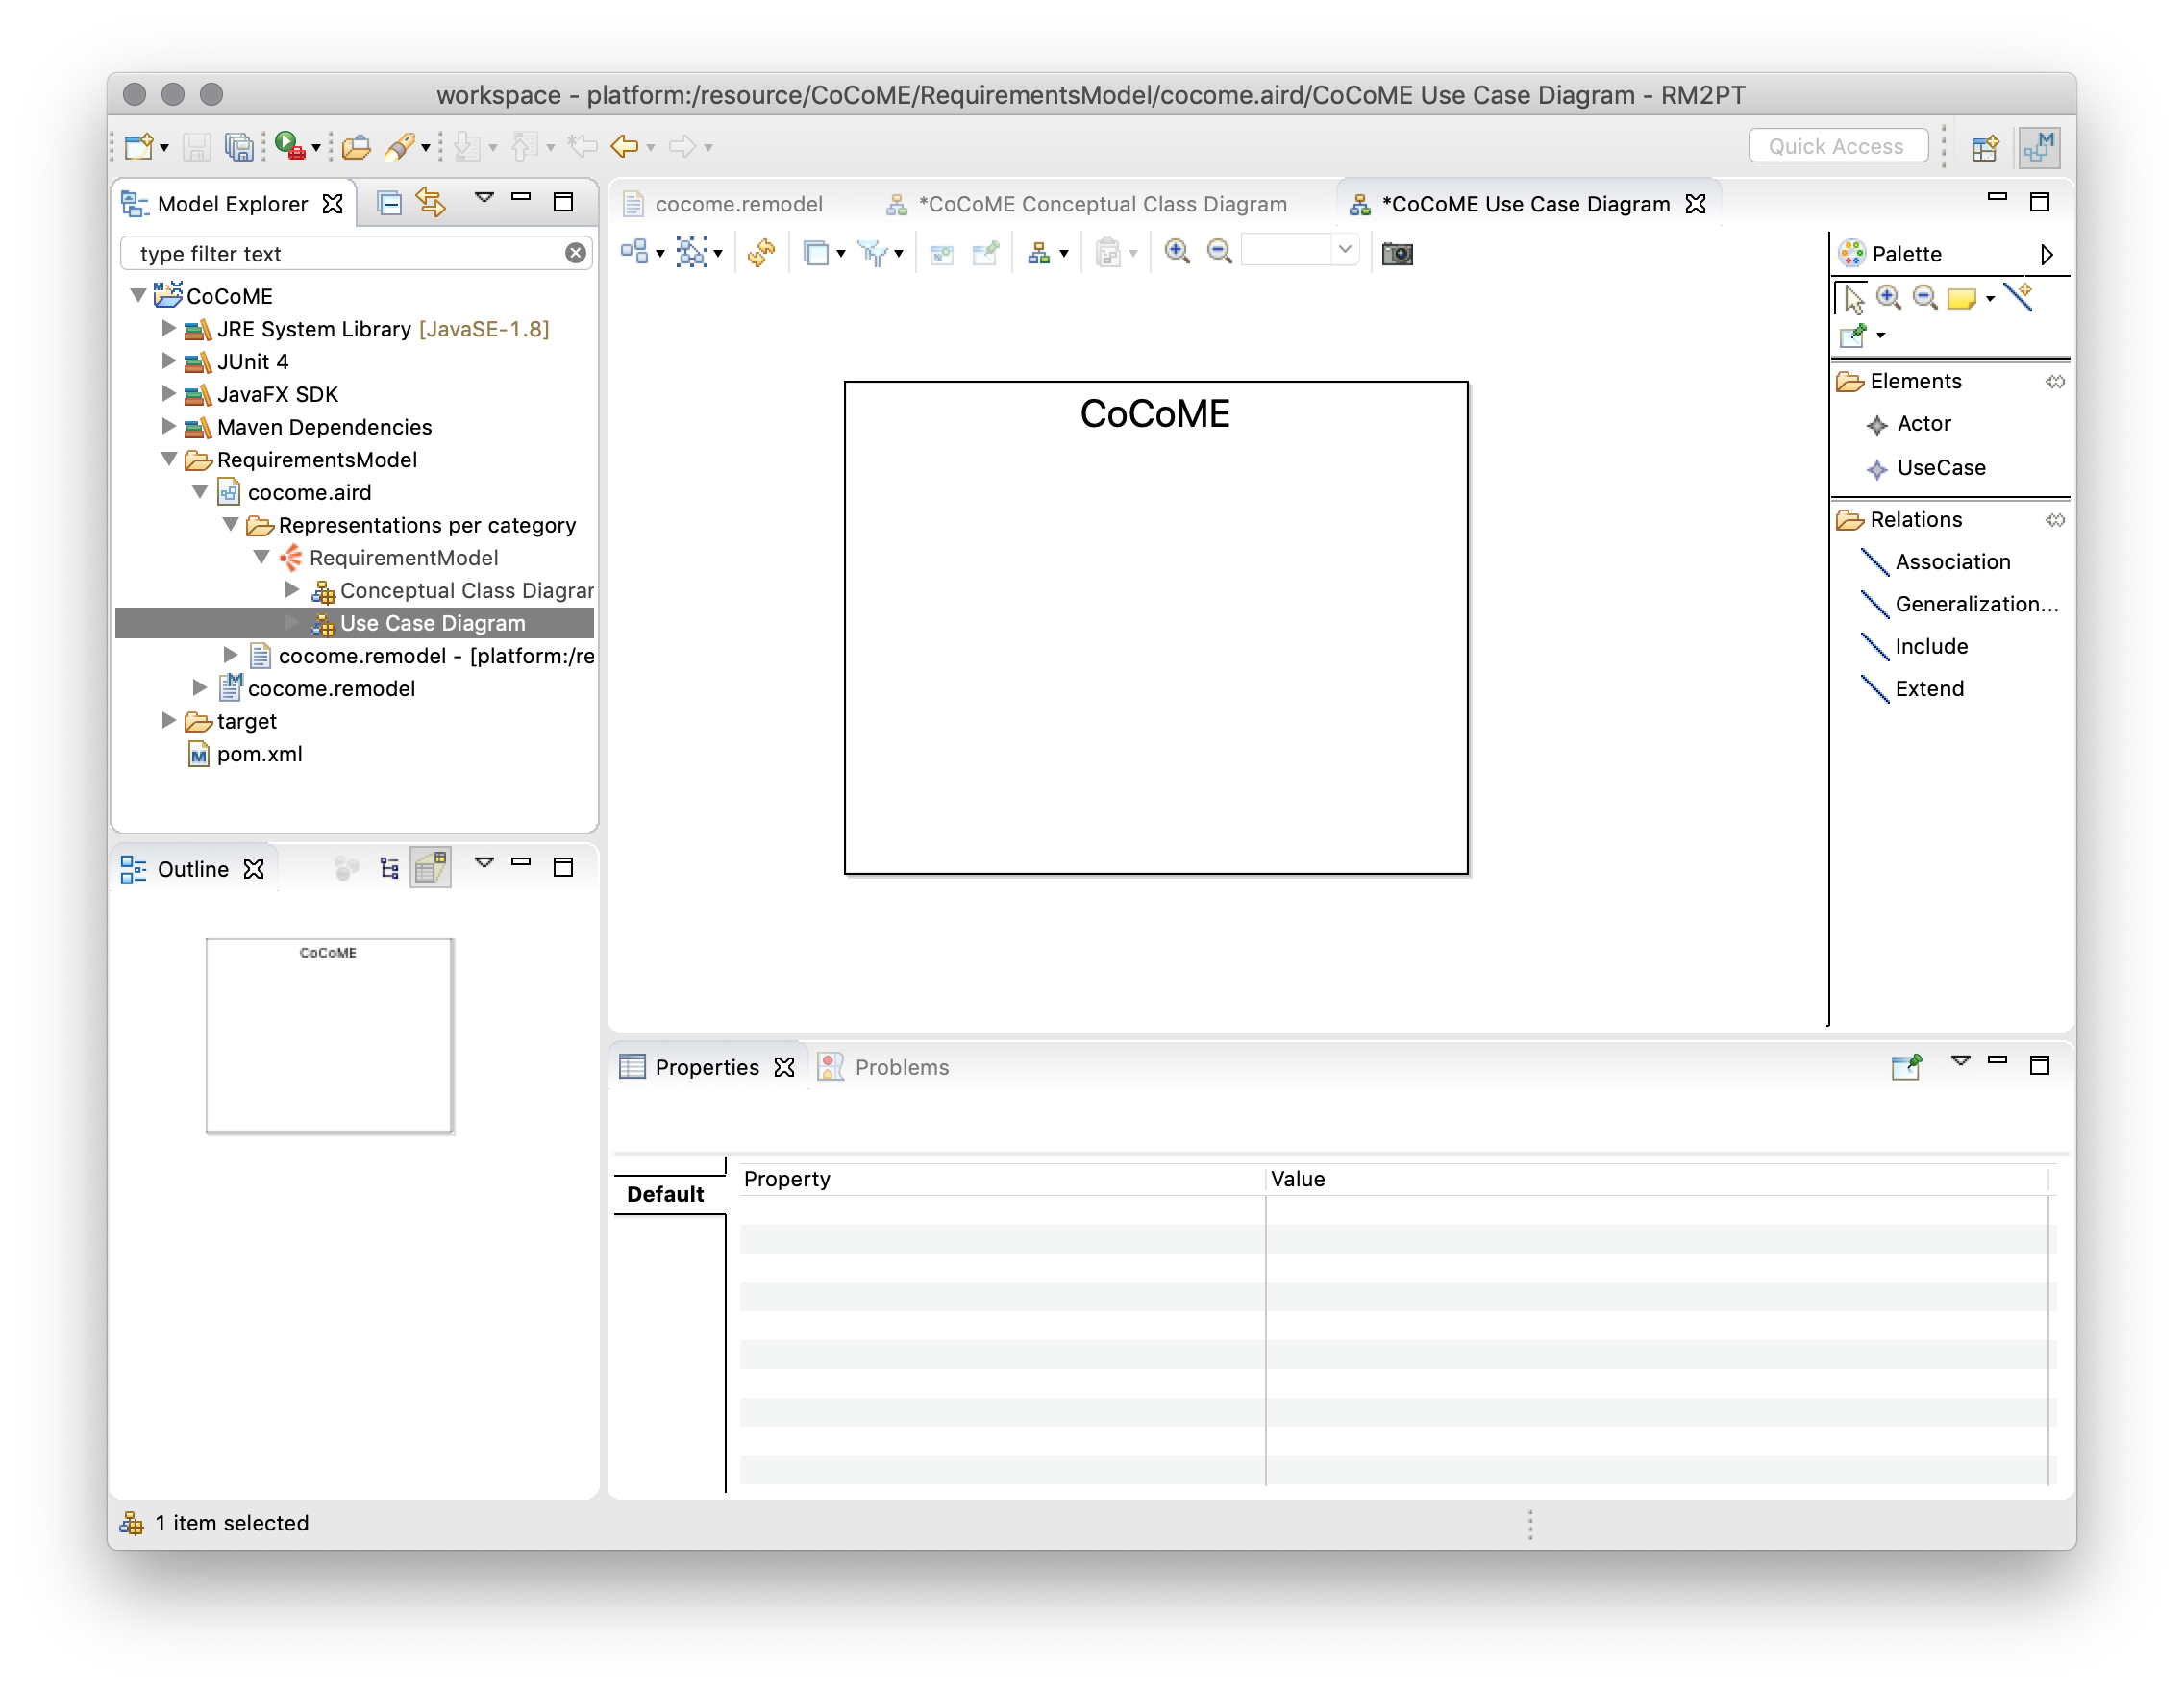 workspace - platform:/resource/CoCoME/RequirementsModel/cocome.aird/CoCoME Use Case Diagram - RM2PT
Quick Access
Model Explorer
type filter text
CoCoME
JRE System Library [JavaSE-1.8]
JUnit 4
JavaFX SDK
Maven Dependencies
RequirementsModel
cocome.aird
Representations per category
RequirementModel
Conceptual Class Diagrar
Use Case Diagram
cocome.remodel - [platform:/re
cocome.remodel
target
pom.xml
Outline
CoCoME
cocome.remodel
*CoCoME Conceptual Class Diagram
*CoCoME Use Case Diagram
CoCoME
Palette
Elements
Actor
UseCase
Relations
Association
Generalization...
Include
Extend
Properties
Problems
Default
Property
Value
1 item selected